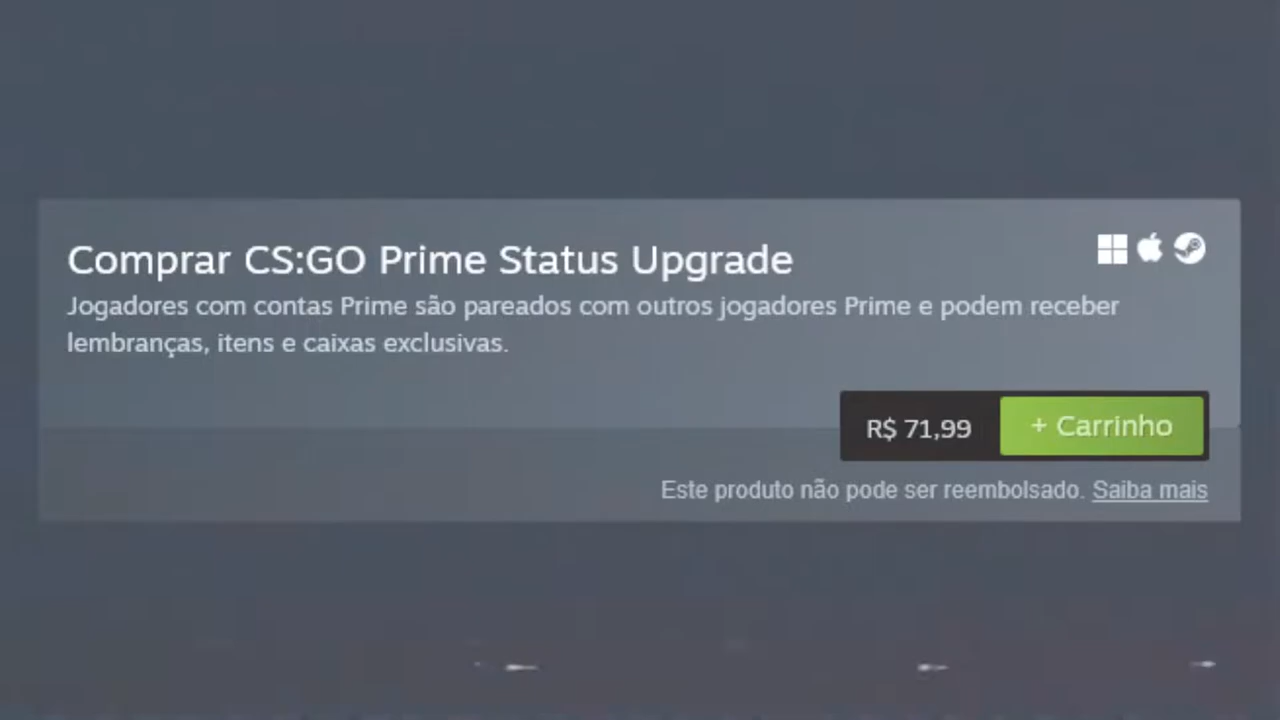 Comprar CS:GO Prime Status Upgrade
Jogadores com contas Prime são pareados com outros jogadores Prime e podem receber
lembranças, itens e caixas exclusivas.
R$ 71,99
+ Carrinho
Este produto não pode ser reembolsado. Saiba mais